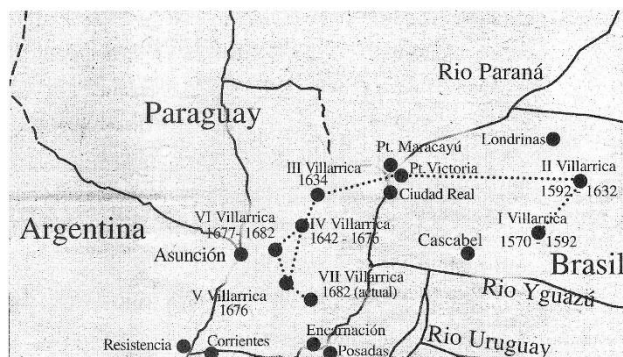 Rio Paraná
Paraguay
Londrinas
Pt. Maracayú
III Villarrica
1634
Pt.Victoria
II Villarrica
1592 - 1632
Ciudad Real
VI Villarrica
1677- 1682
IV Villarrica
1642 - 1676
I Villarrica
1570 - 1592
Argentina
Asunción
Cascabel
Brasil
VII Villarrica
1682 (actual)
V Villarrica
1676
Rio Yguazú
Encarnación
Resistencia
Corrientes
Posadas
Rio Uruguay